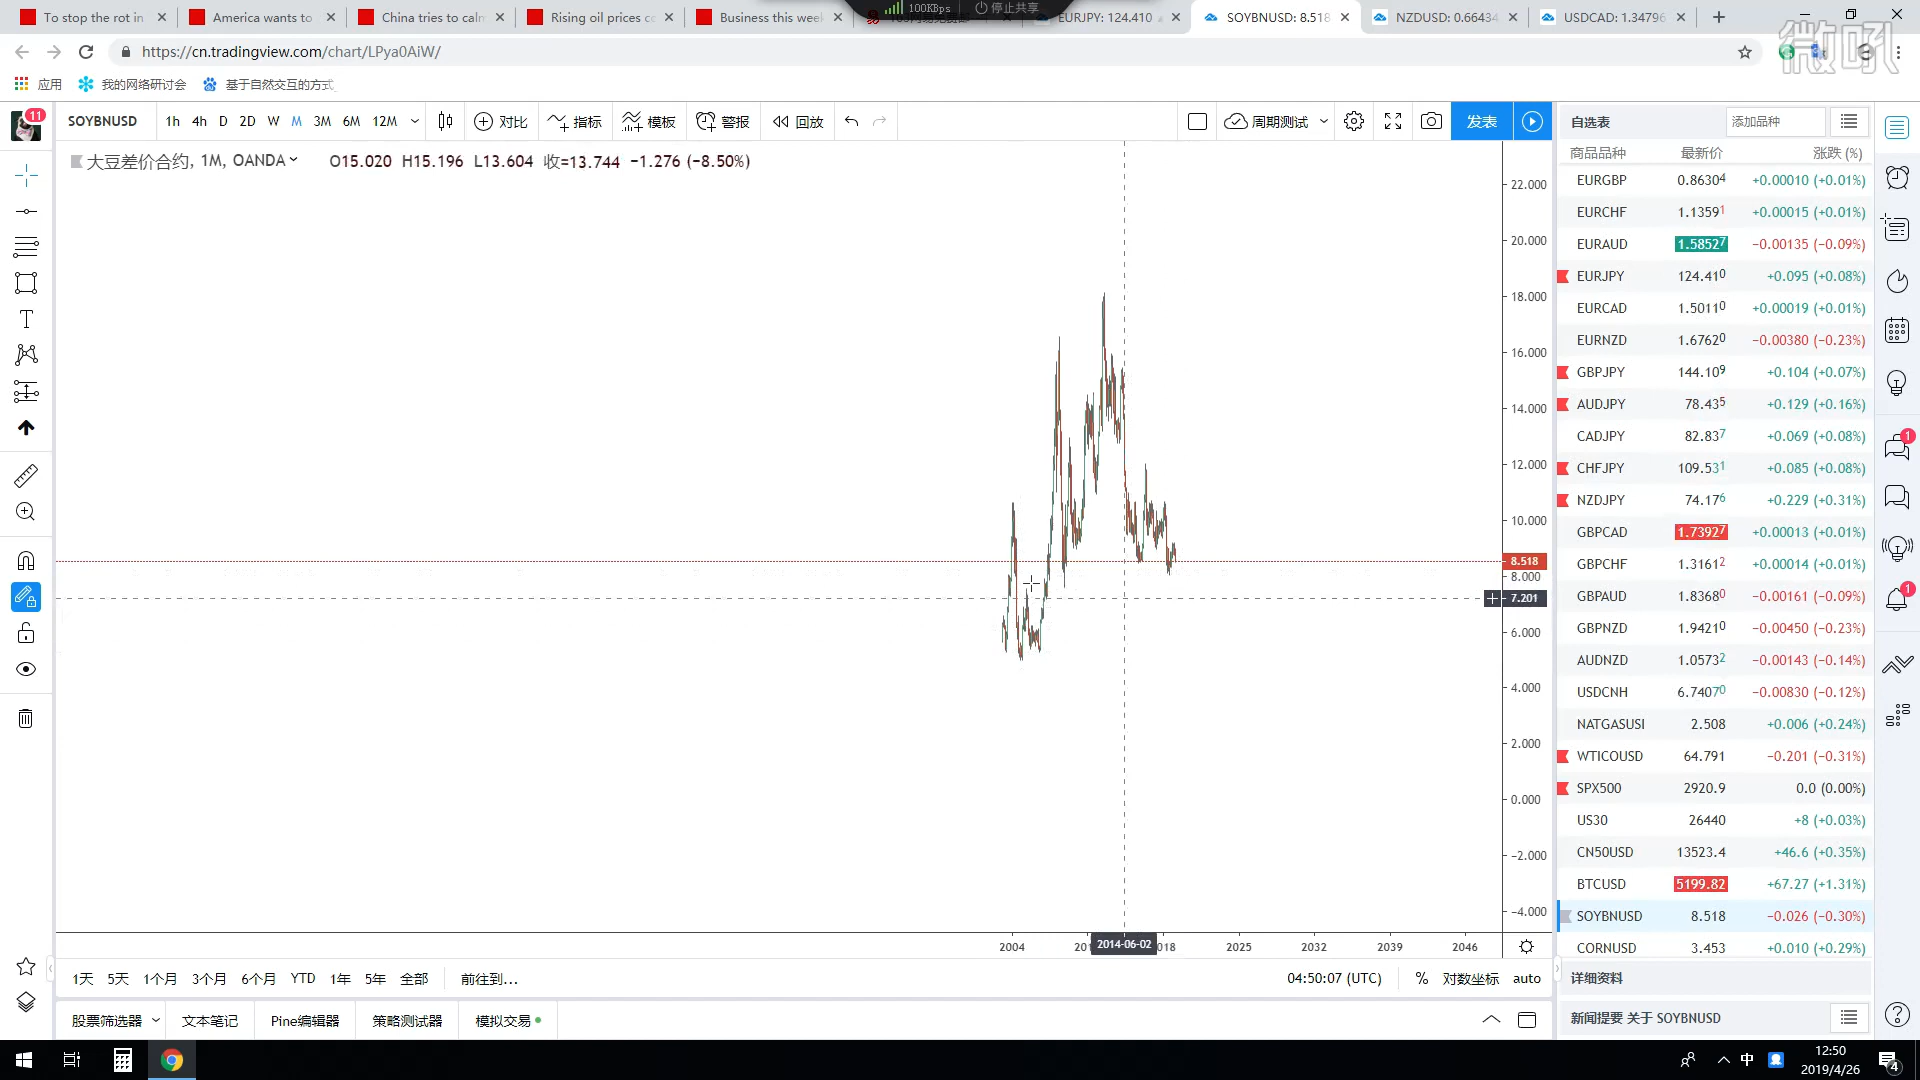 To stop the rot in
America wants to
China tries to calm
Rising oil prices co
Business this week
100KBps
停止共享
EURJPY: 124.410
SOYBNUSD: 8.518
NZDUSD: 0.66434
USDCAD: 1.34796
https://cn.tradingview.com/chart/LPya0AiW/
微吼
应用
我的网络研讨会
基于自然交互的方式
11
SOYBNUSD
1h 4h D 2D W M 3M 6M 12M
对比
指标
模板
警报
回放
周期测试
发表
大豆差价合约, 1M, OANDA
O15.020 H15.196 L13.604 收=13.744 −1.276 (−8.50%)
22.000
20.000
18.000
16.000
14.000
12.000
10.000
8.518
8.000
7.201
6.000
4.000
2.000
0.000
−2.000
−4.000
2004
2014-06-02
2025
2032
2039
2046
1天 5天 1个月 3个月 6个月 YTD 1年 5年 全部 前往到...
04:50:07 (UTC) % 对数坐标 auto
股票筛选器 文本笔记 Pine编辑器 策略测试器 模拟交易
自选表 添加品种
商品品种 最新价 涨跌 (%)
EURGBP 0.86304 +0.00010 (+0.01%)
EURCHF 1.13591 +0.00015 (+0.01%)
EURAUD 1.58527 −0.00135 (−0.09%)
EURJPY 124.410 +0.095 (+0.08%)
EURCAD 1.50110 +0.00019 (+0.01%)
EURNZD 1.67620 −0.00380 (−0.23%)
GBPJPY 144.109 +0.104 (+0.07%)
AUDJPY 78.435 +0.129 (+0.16%)
CADJPY 82.837 +0.069 (+0.08%)
CHFJPY 109.531 +0.085 (+0.08%)
NZDJPY 74.176 +0.229 (+0.31%)
GBPCAD 1.73927 +0.00013 (+0.01%)
GBPCHF 1.31612 +0.00014 (+0.01%)
GBPAUD 1.83680 −0.00161 (−0.09%)
GBPNZD 1.94210 −0.00450 (−0.23%)
AUDNZD 1.05732 −0.00143 (−0.14%)
USDCNH 6.74070 −0.00830 (−0.12%)
NATGASUSI 2.508 +0.006 (+0.24%)
WTICOUSD 64.791 −0.201 (−0.31%)
SPX500 2920.9 0.0 (0.00%)
US30 26440 +8 (+0.03%)
CN50USD 13523.4 +46.6 (+0.35%)
BTCUSD 5199.82 +67.27 (+1.31%)
SOYBNUSD 8.518 −0.026 (−0.30%)
CORNUSD 3.453 +0.010 (+0.29%)
详细资料
新闻提要 关于 SOYBNUSD
1
1
中
12:50
2019/4/26
4